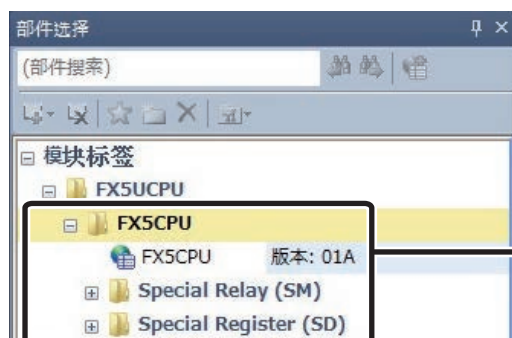 部件选择
(部件搜索)
模块标签
FX5UCPU
FX5CPU
FX5CPU 版本: 01A
Special Relay (SM)
Special Register (SD)